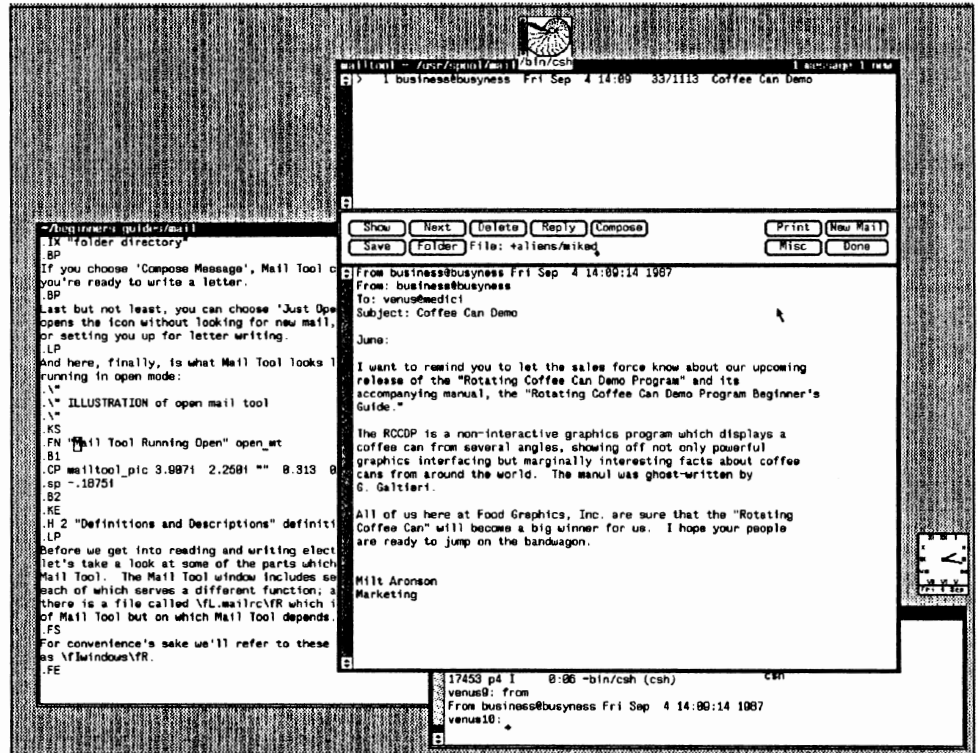 /bin/csh
mailtool - /usr/spool/mail 1 message 1 new
> 1 business@busyness Fri Sep 4 14:09 33/1113 Coffee Can Demo
Show Next Delete Reply Compose Print New Mail
Save Folder File: +aliens/miked Misc Done
From business@busyness Fri Sep 4 14:09:14 1987
From: business@busyness
To: venus@medici
Subject: Coffee Can Demo
June:
I want to remind you to let the sales force know about our upcoming
release of the "Rotating Coffee Can Demo Program" and its
accompanying manual, the "Rotating Coffee Can Demo Program Beginner's
Guide."
The RCCDP is a non-interactive graphics program which displays a
coffee can from several angles, showing off not only powerful
graphics interfacing but marginally interesting facts about coffee
cans from around the world. The manul was ghost-written by
G. Galtieri.
All of us here at Food Graphics, Inc. are sure that the "Rotating
Coffee Can" will become a big winner for us. I hope your people
are ready to jump on the bandwagon.
Milt Aronson
Marketing
~/beginners guides/mail
.IX "folder directory"
.BP
If you choose 'Compose Message', Mail Tool c
you're ready to write a letter.
.BP
Last but not least, you can choose 'Just Ope
opens the icon without looking for new mail,
or setting you up for letter writing.
.LP
And here, finally, is what Mail Tool looks l
running in open mode:
.\"
.\" ILLUSTRATION of open mail tool
.\"
.KS
.FN "Mail Tool Running Open" open_mt
.B1
.CP mailtool_pic 3.987i 2.250i "" 0.313 0
.sp -.1875i
.B2
.KE
.H 2 "Definitions and Descriptions" definiti
.LP
Before we get into reading and writing elect
let's take a look at some of the parts which
Mail Tool. The Mail Tool window includes se
each of which serves a different function; a
there is a file called \fL.mailrc\fR which i
of Mail Tool but on which Mail Tool depends.
.FS
For convenience's sake we'll refer to these
as \fIwindows\fR.
.FE
Fri 4 Sep
17453 p4 I 0:06 -bin/csh (csh)
csh
venus9: from
From business@busyness Fri Sep 4 14:09:14 1987
venus10: